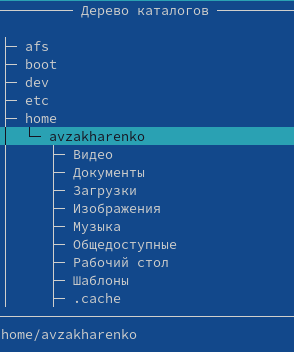 Дерево каталогов
afs
boot
dev
etc
home
avzakharenko
Видео
Документы
Загрузки
Изображения
Музыка
Общедоступные
Рабочий стол
Шаблоны
.cache
home/avzakharenko